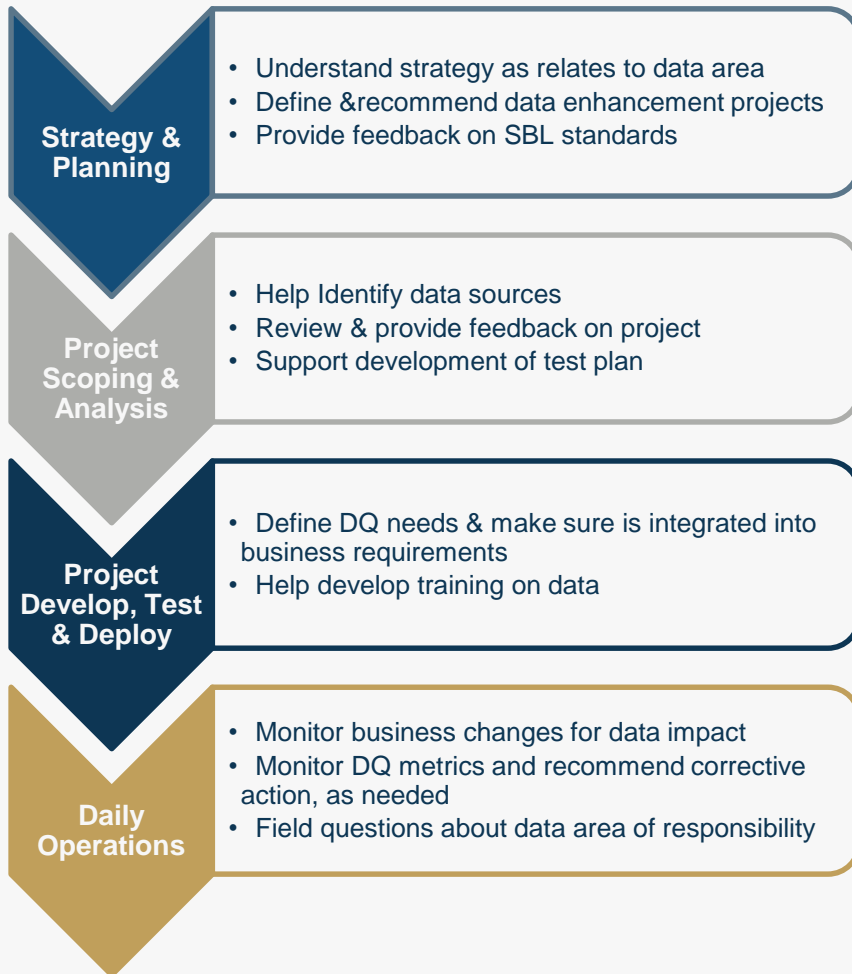 Strategy &
Planning
• Understand strategy as relates to data area
• Define &recommend data enhancement projects
• Provide feedback on SBL standards
Project
Scoping &
Analysis
• Help Identify data sources
• Review & provide feedback on project
• Support development of test plan
Project
Develop, Test
& Deploy
• Define DQ needs & make sure is integrated into
business requirements
• Help develop training on data
Daily
Operations
• Monitor business changes for data impact
• Monitor DQ metrics and recommend corrective
action, as needed
• Field questions about data area of responsibility